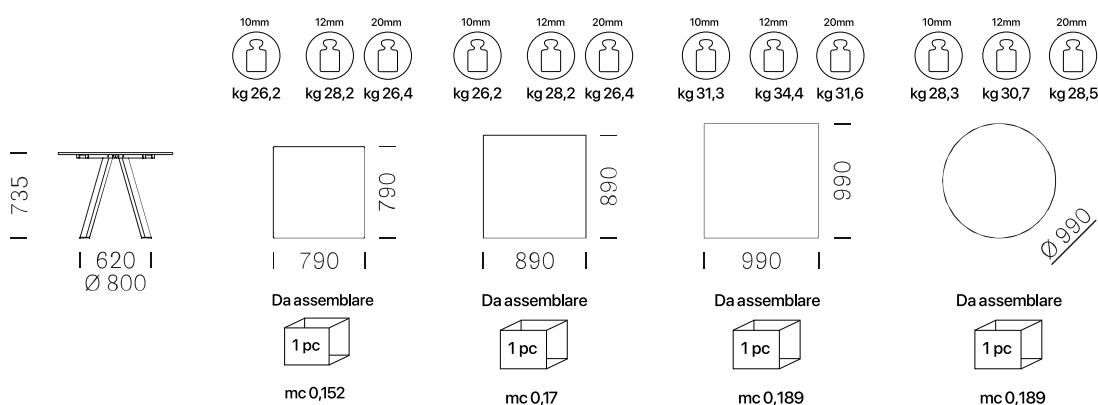 10mm 12mm 20mm 10mm 12mm 20mm 10mm 12mm 20mm 10mm 12mm 20mm
kg 26,2 kg 28,2 kg 26,4 kg 26,2 kg 28,2 kg 26,4 kg 31,3 kg 34,4 kg 31,6 kg 28,3 kg 30,7 kg 28,5
735 790 890 990 Ø 990
620 790 890 990
Ø 800
Da assemblare Da assemblare Da assemblare Da assemblare
1 pc 1 pc 1 pc 1 pc
mc 0,152 mc 0,17 mc 0,189 mc 0,189